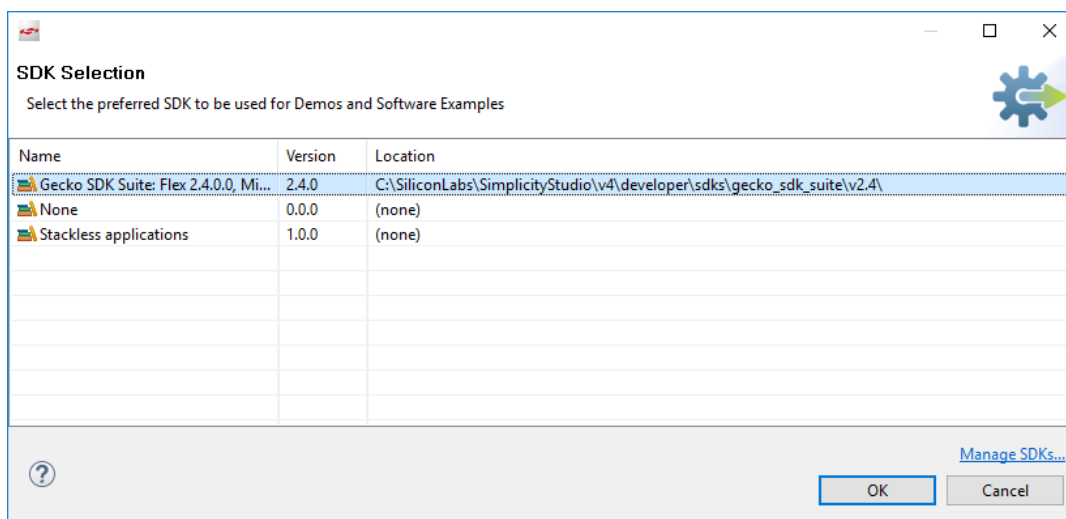 SDK Selection
Select the preferred SDK to be used for Demos and Software Examples
Name Version Location
Gecko SDK Suite: Flex 2.4.0.0, Mi... 2.4.0 C:\SiliconLabs\SimplicityStudio\v4\developer\sdks\gecko_sdk_suite\v2.4\
None 0.0.0 (none)
Stackless applications 1.0.0 (none)
Manage SDKs...
?
OK Cancel